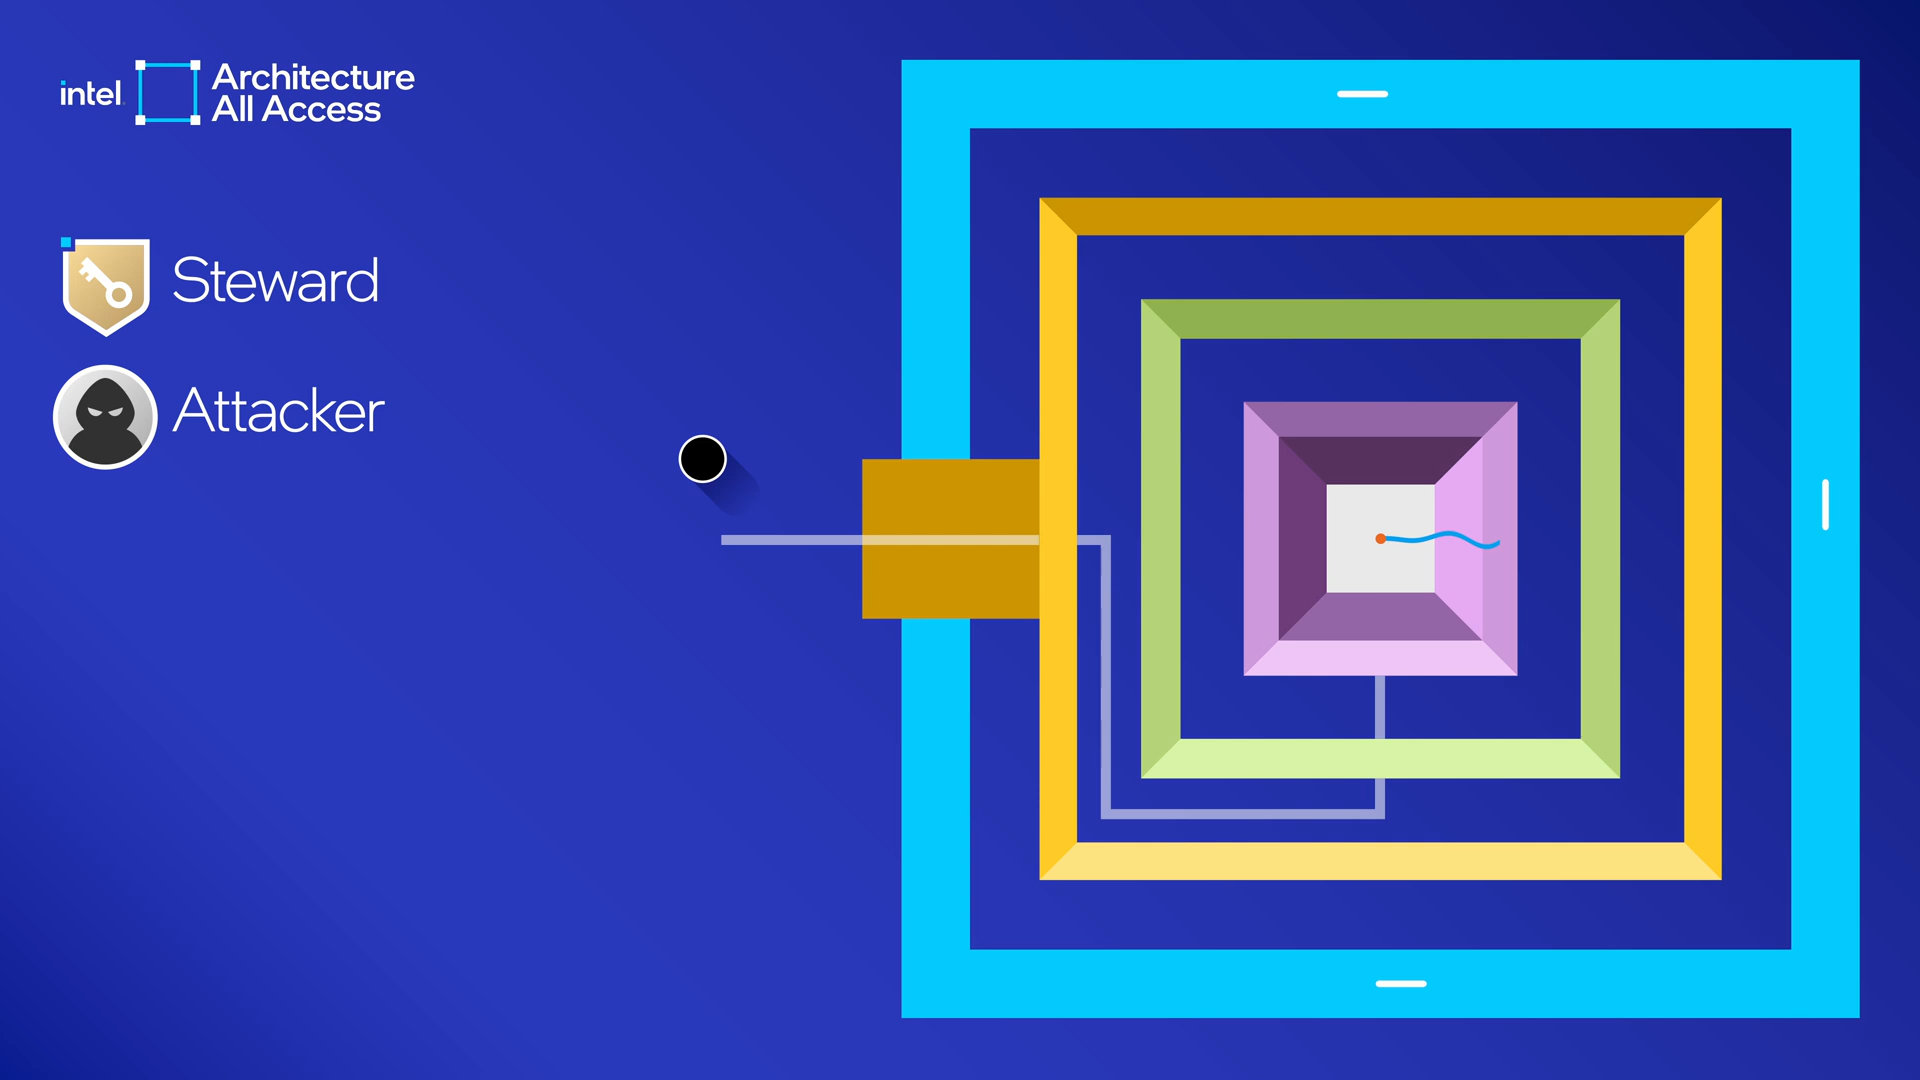 intel.
Architecture
All Access
Steward
Attacker